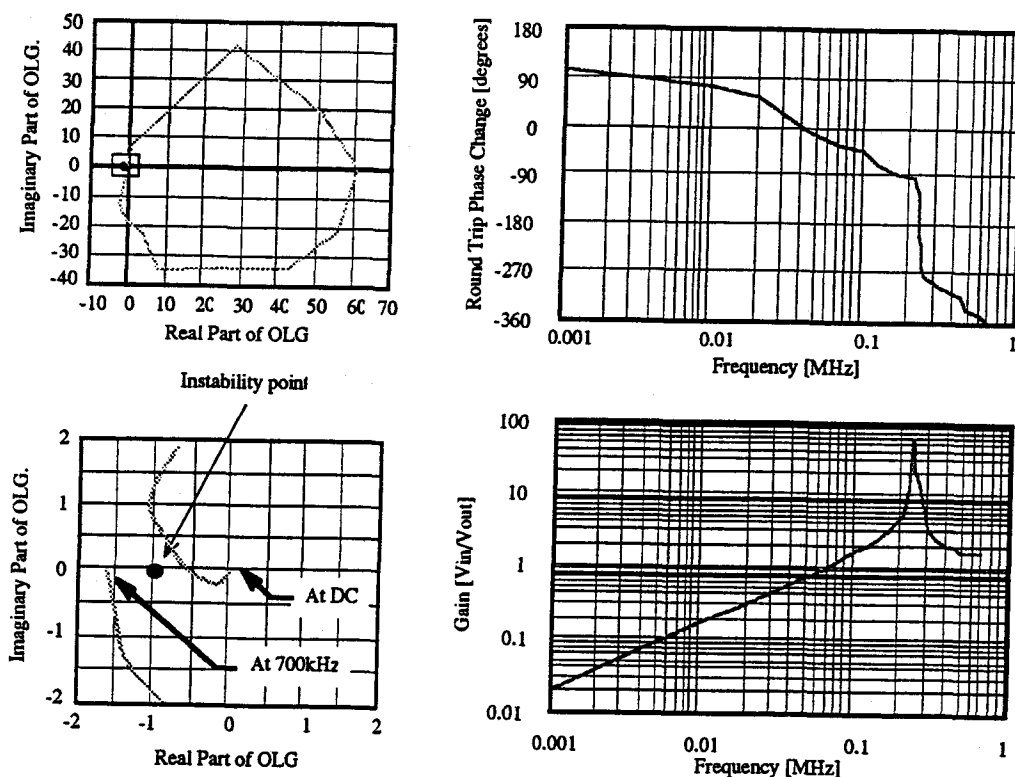 Imaginary Part of OLG.
50
40
30
20
10
0
-10
-20
-30
-40
-10 0 10 20 30 40 50 60 70
Real Part of OLG
Round Trip Phase Change [degrees]
180
90
0
-90
-180
-270
-360
0.001 0.01 0.1 1
Frequency [MHz]
Instability point
Imaginary Part of OLG.
2
1
0
-1
-2
-2 -1 0 1 2
Real Part of OLG
At DC
At 700kHz
Gain [Vin/Vout]
100
10
1
0.1
0.01
0.001 0.01 0.1 1
Frequency [MHz]